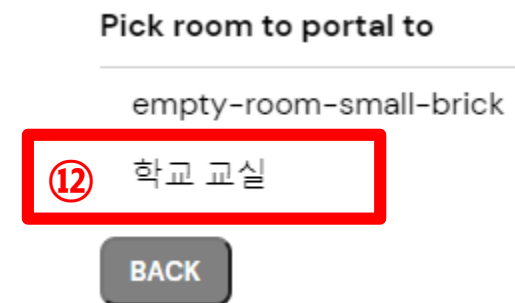 Pick room to portal to
empty-room-small-brick
⑫ 학교 교실
BACK